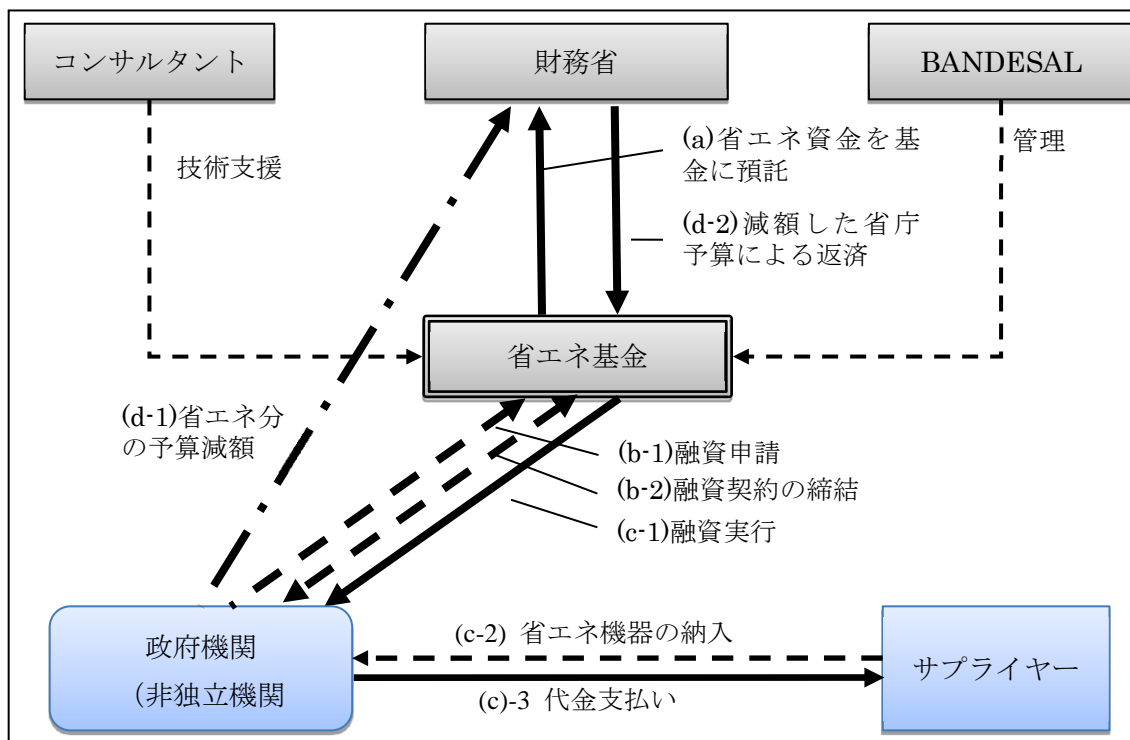 コンサルタント
財務省
BANDESAL
技術支援
(a)省エネ資金を基
金に預託
管理
(d-2)減額した省庁
予算による返済
省エネ基金
(d-1)省エネ分
の予算減額
(b-1)融資申請
(b-2)融資契約の締結
(c-1)融資実行
政府機関
（非独立機関
(c-2) 省エネ機器の納入
(c)-3 代金支払い
サプライヤー